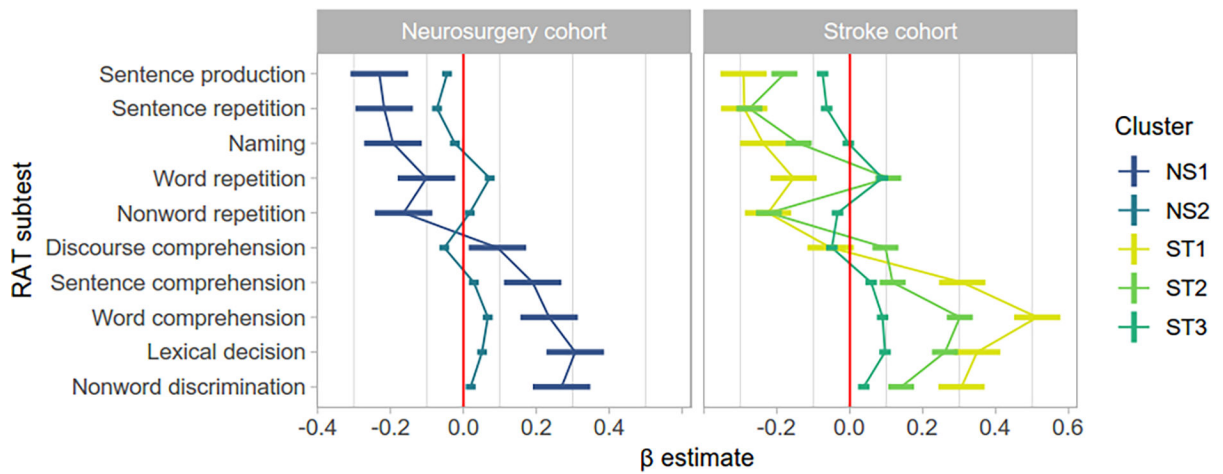 Neurosurgery cohort
Stroke cohort
RAT subtest
Sentence production
Sentence repetition
Naming
Word repetition
Nonword repetition
Discourse comprehension
Sentence comprehension
Word comprehension
Lexical decision
Nonword discrimination
-0.4 -0.2 0.0 0.2 0.4
-0.2 0.0 0.2 0.4 0.6
β estimate
Cluster
NS1
NS2
ST1
ST2
ST3